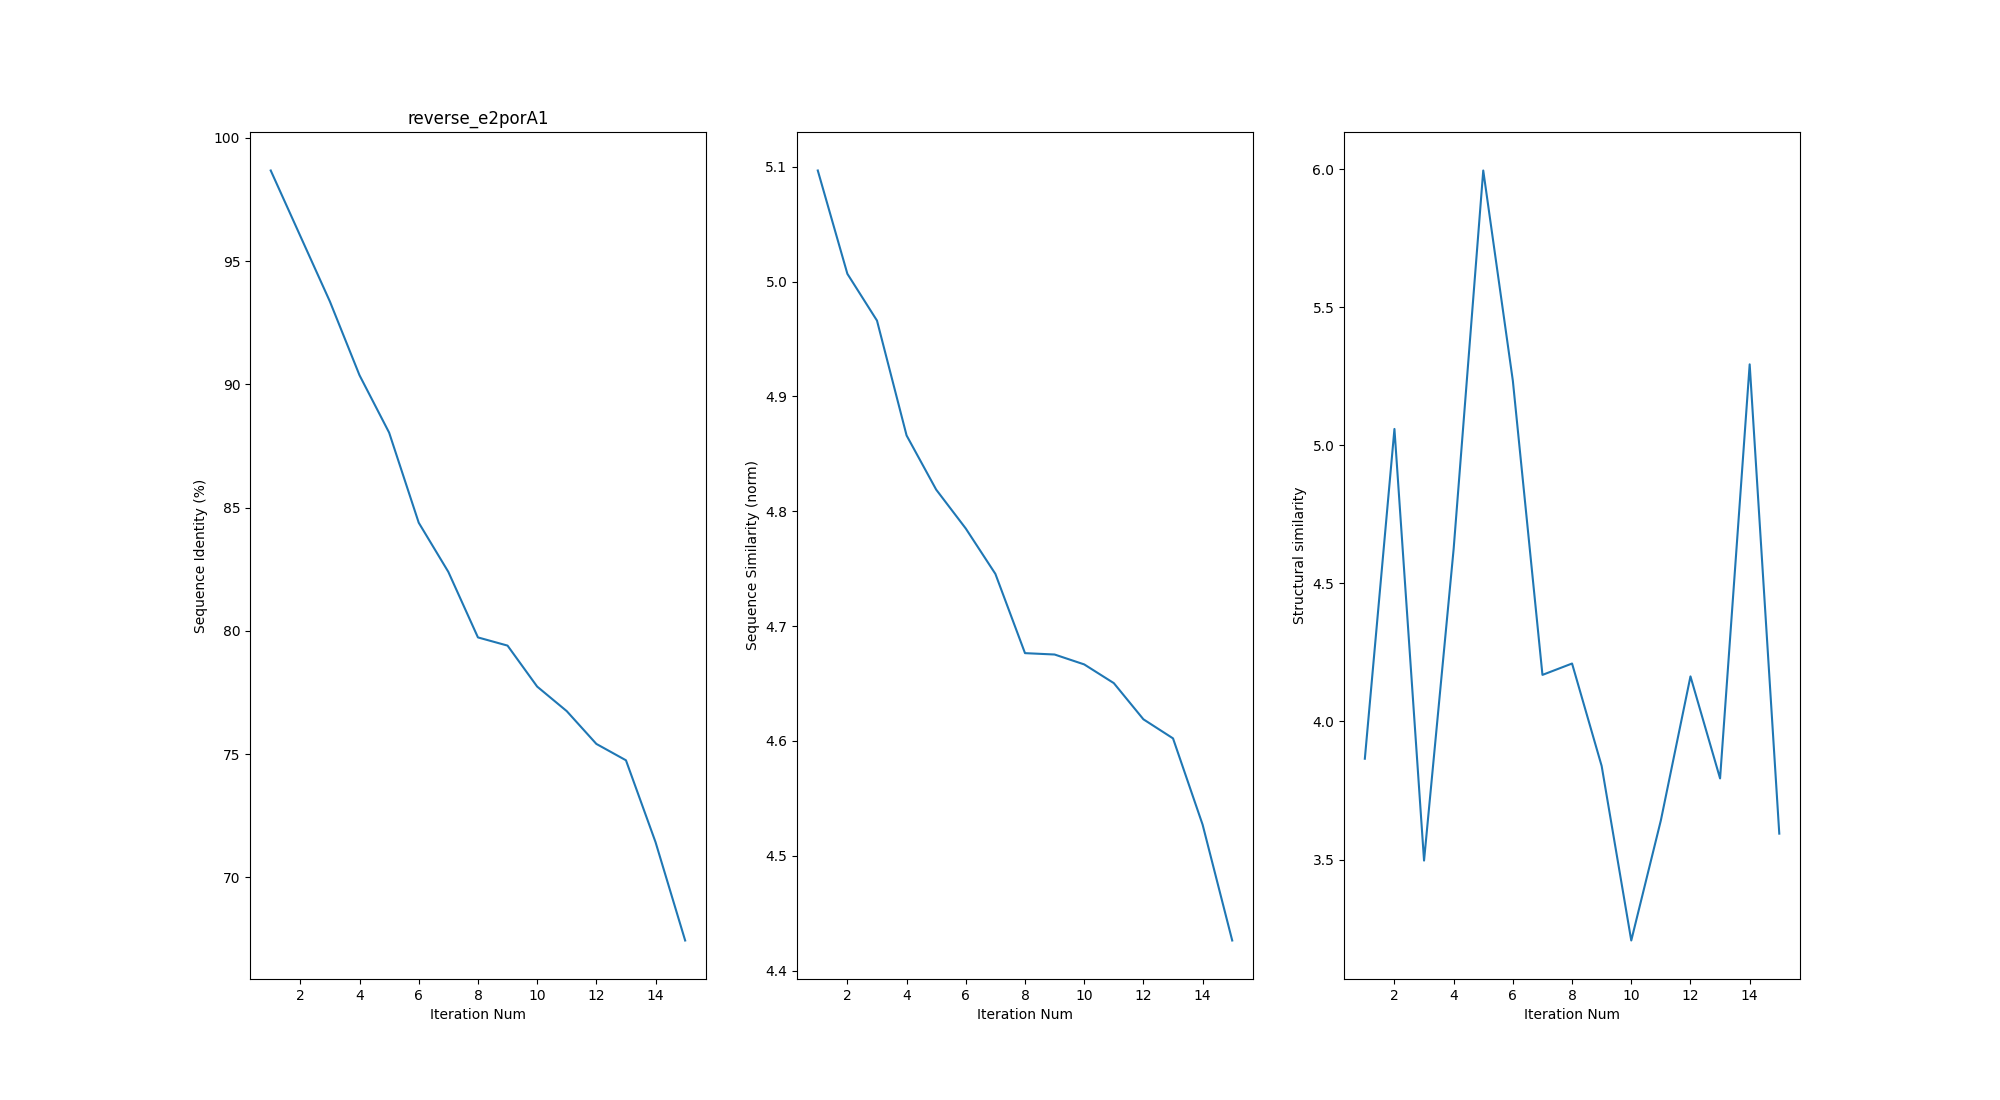 reverse_e2porA1
100
95
90
85
80
75
70
Sequence Identity (%)
2 4 6 8 10 12 14
Iteration Num
5.1
5.0
4.9
4.8
4.7
4.6
4.5
4.4
Sequence Similarity (norm)
2 4 6 8 10 12 14
Iteration Num
6.0
5.5
5.0
4.5
4.0
3.5
Structural similarity
2 4 6 8 10 12 14
Iteration Num